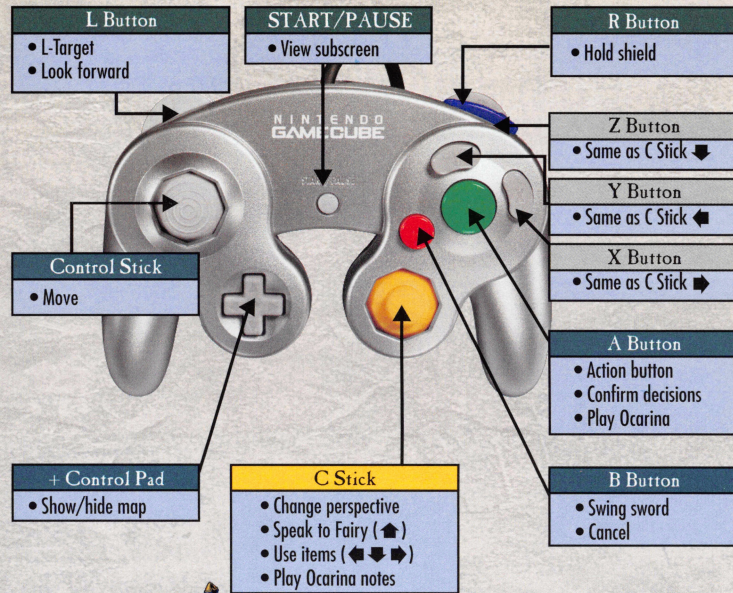 L Button
• L-Target
• Look forward
START/PAUSE
• View subscreen
R Button
• Hold shield
NINTENDO
GAMECUBE
START/PAUSE
Z Button
• Same as C Stick ⬇
Y Button
• Same as C Stick ⬅
X Button
• Same as C Stick ➡
Control Stick
• Move
A Button
• Action button
• Confirm decisions
• Play Ocarina
+ Control Pad
• Show/hide map
C Stick
• Change perspective
• Speak to Fairy (⬆)
• Use items (⬅ ⬇ ➡)
• Play Ocarina notes
B Button
• Swing sword
• Cancel